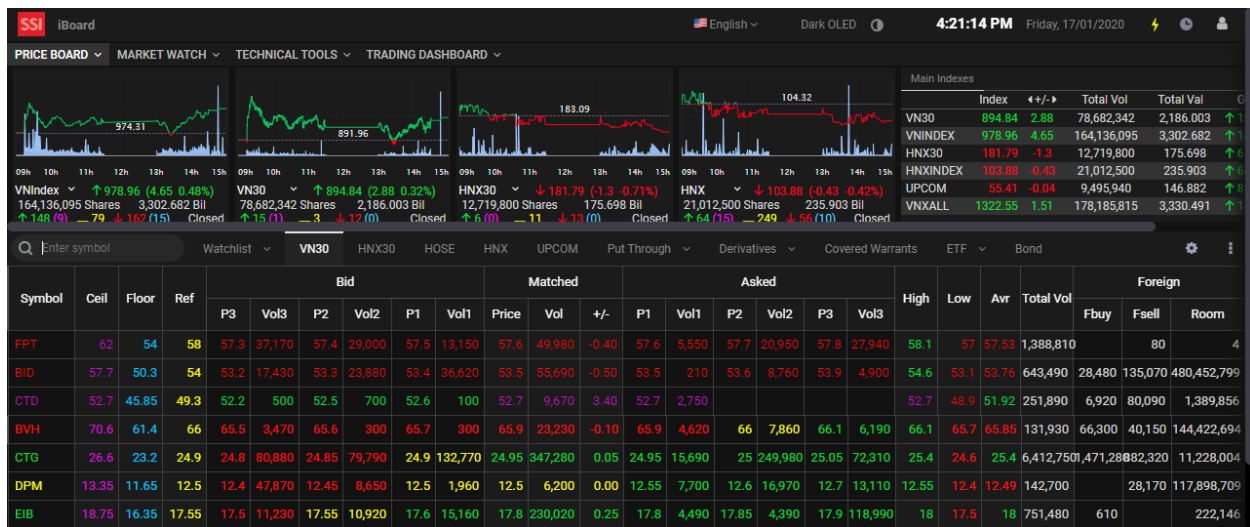 SSI iBoard English Dark OLED 4:21:14 PM Friday, 17/01/2020
PRICE BOARD MARKET WATCH TECHNICAL TOOLS TRADING DASHBOARD
Main Indexes
Index +/- Total Vol Total Val
VN30 894.84 2.88 78,682,342 2,186.003
VNINDEX 978.96 4.65 164,136,095 3,302.682
HNX30 181.79 -1.3 12,719,800 175.698
HNXINDEX 103.88 -0.43 21,012,500 235.903
UPCOM 55.41 -0.04 9,495,940 146.882
VNXALL 1322.55 1.51 178,185,815 3,330.491
974.31
09h 10h 11h 12h 13h 14h 15h
VNIndex ↑ 978.96 (4.65 0.48%)
164,136,095 Shares 3,302.682 Bil
↑ 148 (9) 79 ↓ 162 (15) Closed
891.96
09h 10h 11h 12h 13h 14h 15h
VN30 ↑ 894.84 (2.88 0.32%)
78,682,342 Shares 2,186.003 Bil
↑ 15 (1) 3 ↓ 12 (0) Closed
183.09
09h 10h 11h 12h 13h 14h 15h
HNX30 ↓ 181.79 (-1.3 -0.71%)
12,719,800 Shares 175.698 Bil
↑ 6 (0) 11 ↓ 13 (0) Closed
104.32
09h 10h 11h 12h 13h 14h 15h
HNX ↓ 103.88 (-0.43 -0.42%)
21,012,500 Shares 235.903 Bil
↑ 64 (15) 249 ↓ 56 (10) Closed
Enter symbol Watchlist VN30 HNX30 HOSE HNX UPCOM Put Through Derivatives Covered Warrants ETF Bond
Symbol Ceil Floor Ref Bid Matched Asked High Low Avr Total Vol Foreign
P3 Vol3 P2 Vol2 P1 Vol1 Price Vol +/- P1 Vol1 P2 Vol2 P3 Vol3 Fbuy Fsell Room
FPT 62 54 58 57.3 37,170 57.4 29,000 57.5 13,150 57.6 49,980 -0.40 57.6 5,550 57.7 20,950 57.8 27,940 58.1 57 57.53 1,388,810 80 4
BID 57.7 50.3 54 53.2 17,430 53.3 23,880 53.4 36,620 53.5 55,690 -0.50 53.5 210 53.6 8,760 53.9 4,900 54.6 53.1 53.76 643,490 28,480 135,070 480,452,799
CTD 52.7 45.85 49.3 52.2 500 52.5 700 52.6 100 52.7 9,670 3.40 52.7 2,750 52.7 48.9 51.92 251,890 6,920 80,090 1,389,856
BVH 70.6 61.4 66 65.5 3,470 65.6 300 65.7 300 65.9 23,230 -0.10 65.9 4,620 66 7,860 66.1 6,190 66.1 65.7 65.85 131,930 66,300 40,150 144,422,694
CTG 26.6 23.2 24.9 24.8 80,880 24.85 79,790 24.9 132,770 24.95 347,280 0.05 24.95 15,690 25 249,980 25.05 72,310 25.4 24.6 25.4 6,412,750 882,320 11,228,004
DPM 13.35 11.65 12.5 12.4 47,870 12.45 8,650 12.5 1,960 12.5 6,200 0.00 12.55 7,700 12.6 16,970 12.7 13,110 12.55 12.4 12.49 142,700 28,170 117,898,709
EIB 18.75 16.35 17.55 17.5 11,230 17.55 10,920 17.6 15,160 17.8 230,020 0.25 17.8 4,490 17.85 4,390 17.9 118,990 18 17.5 18 751,480 610 222,146